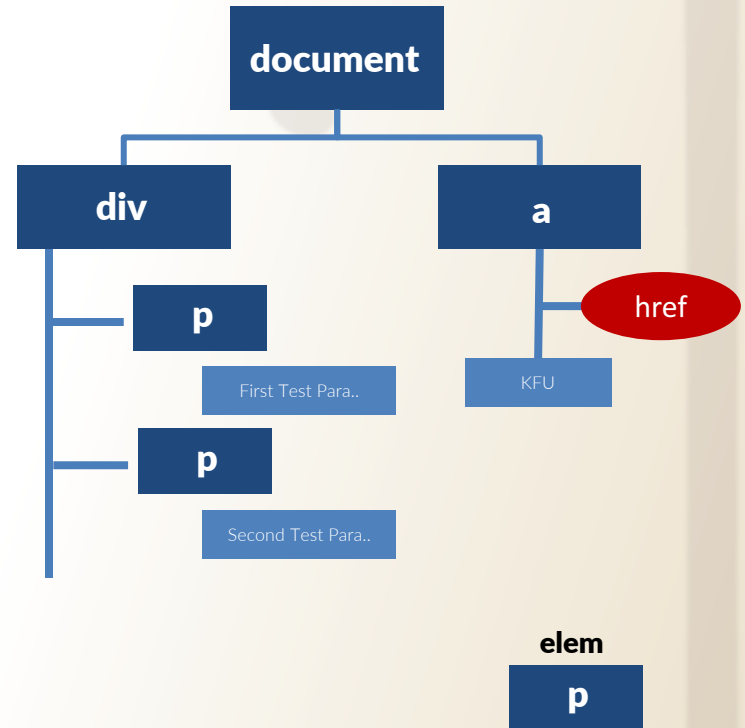 document
div
a
p
href
First Test Para..
KFU
p
Second Test Para..
elem
p